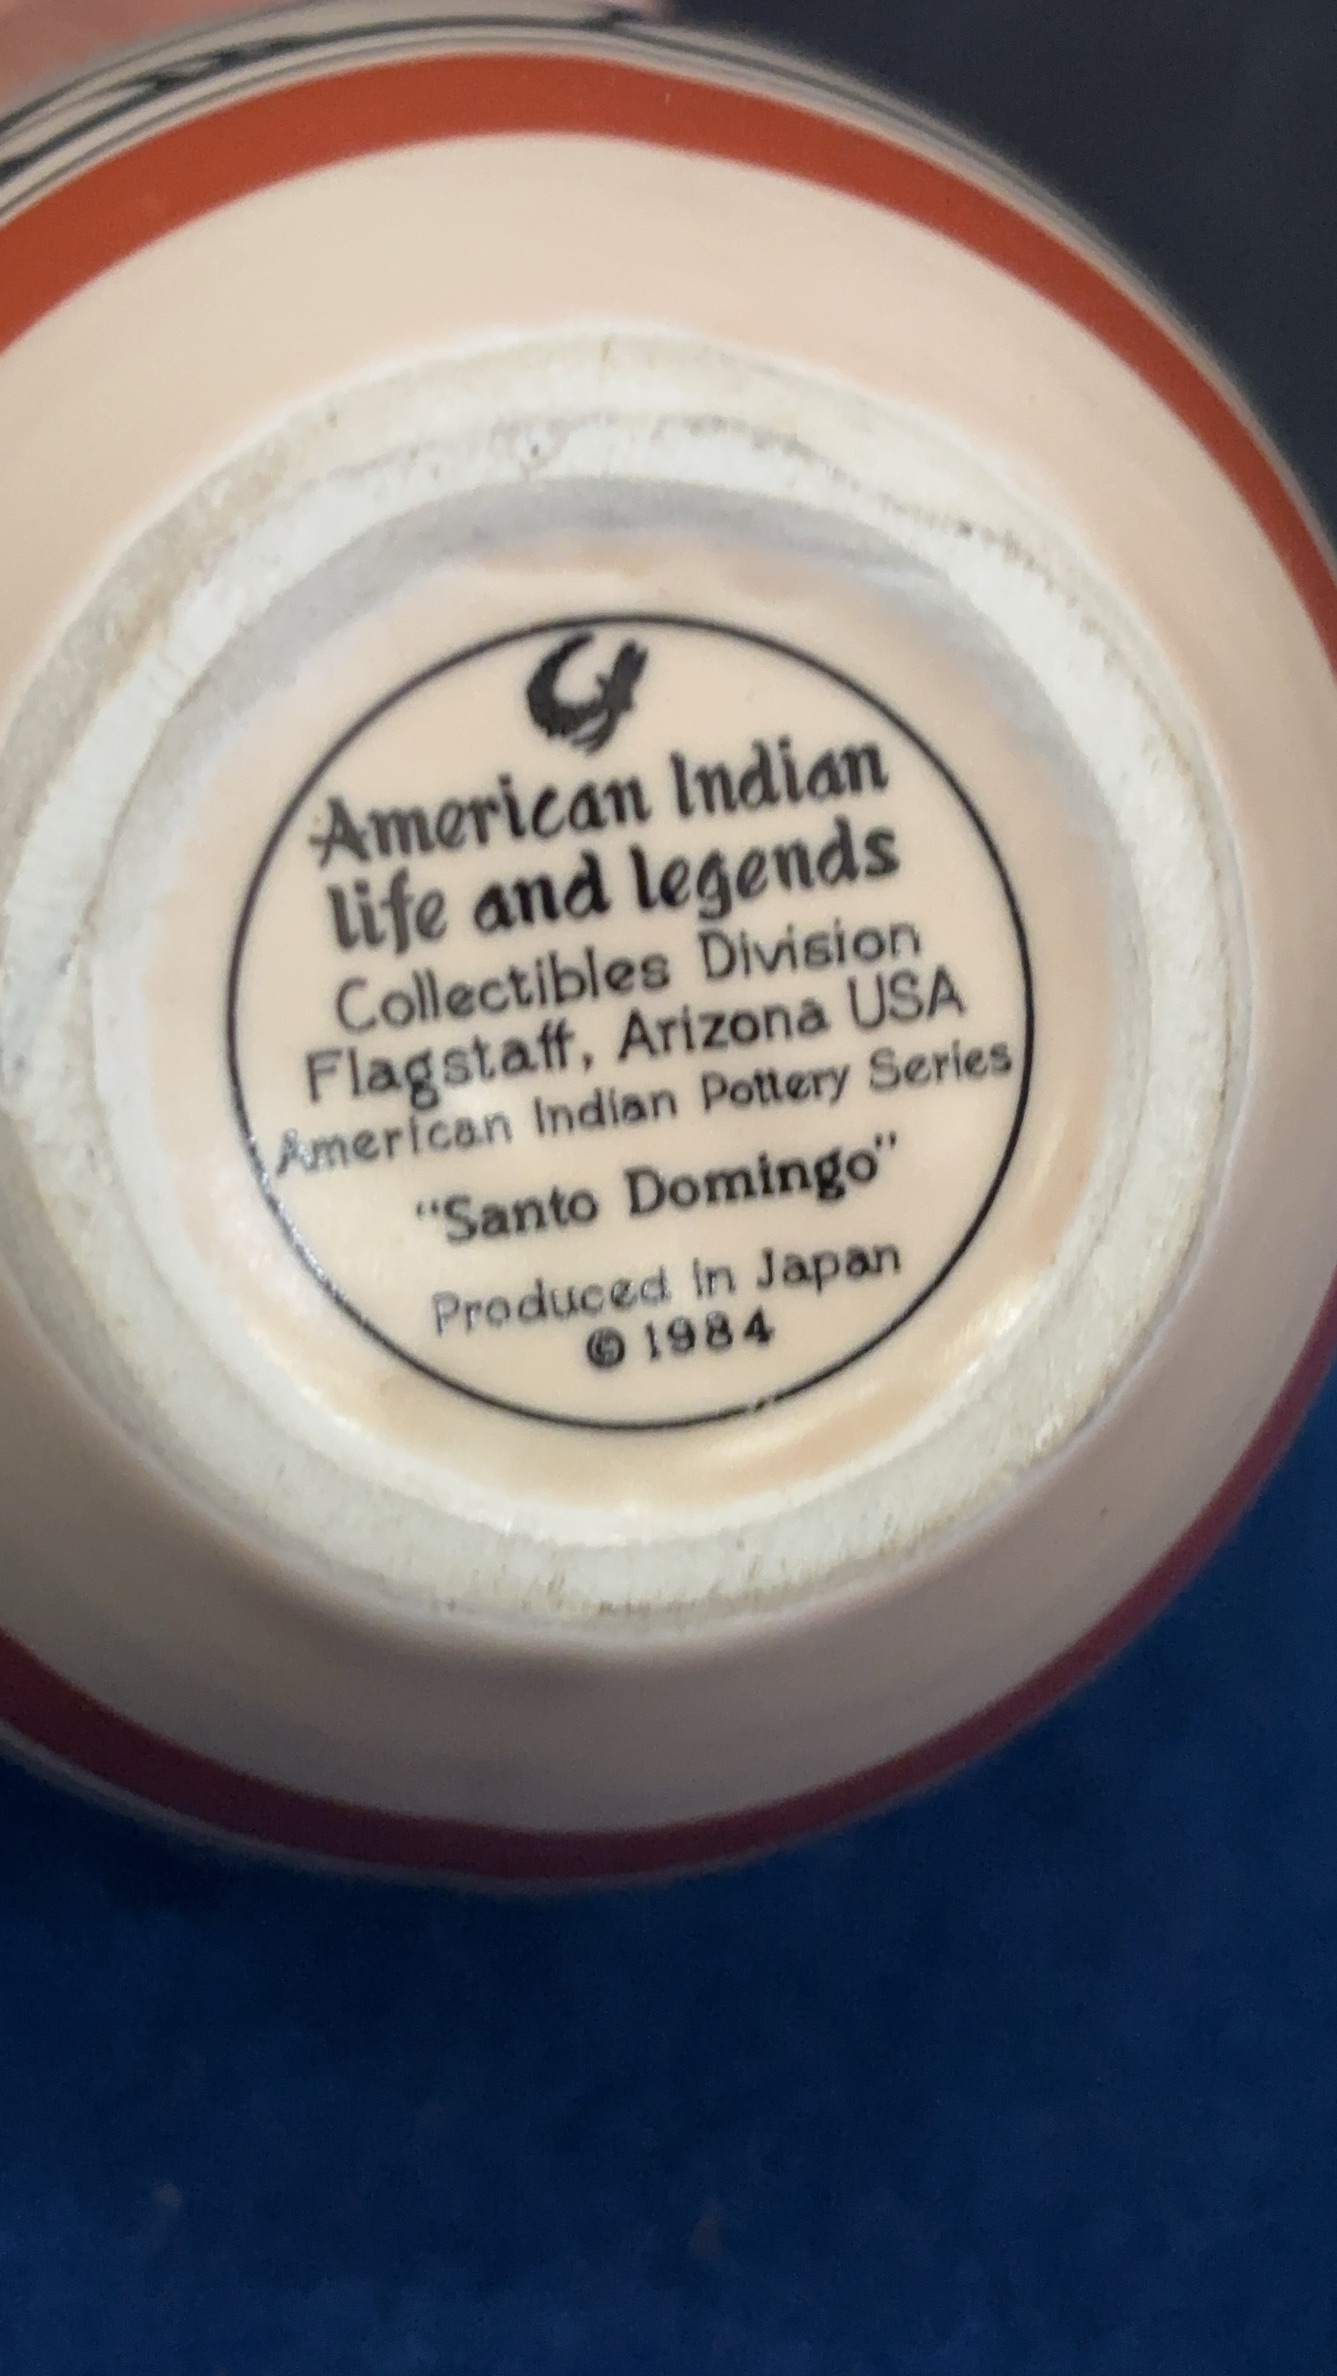 American Indian
life and legends
Collectibles Division
Flagstaff, Arizona USA
American Indian Pottery Series
“Santo Domingo”
Produced in Japan
© 1984